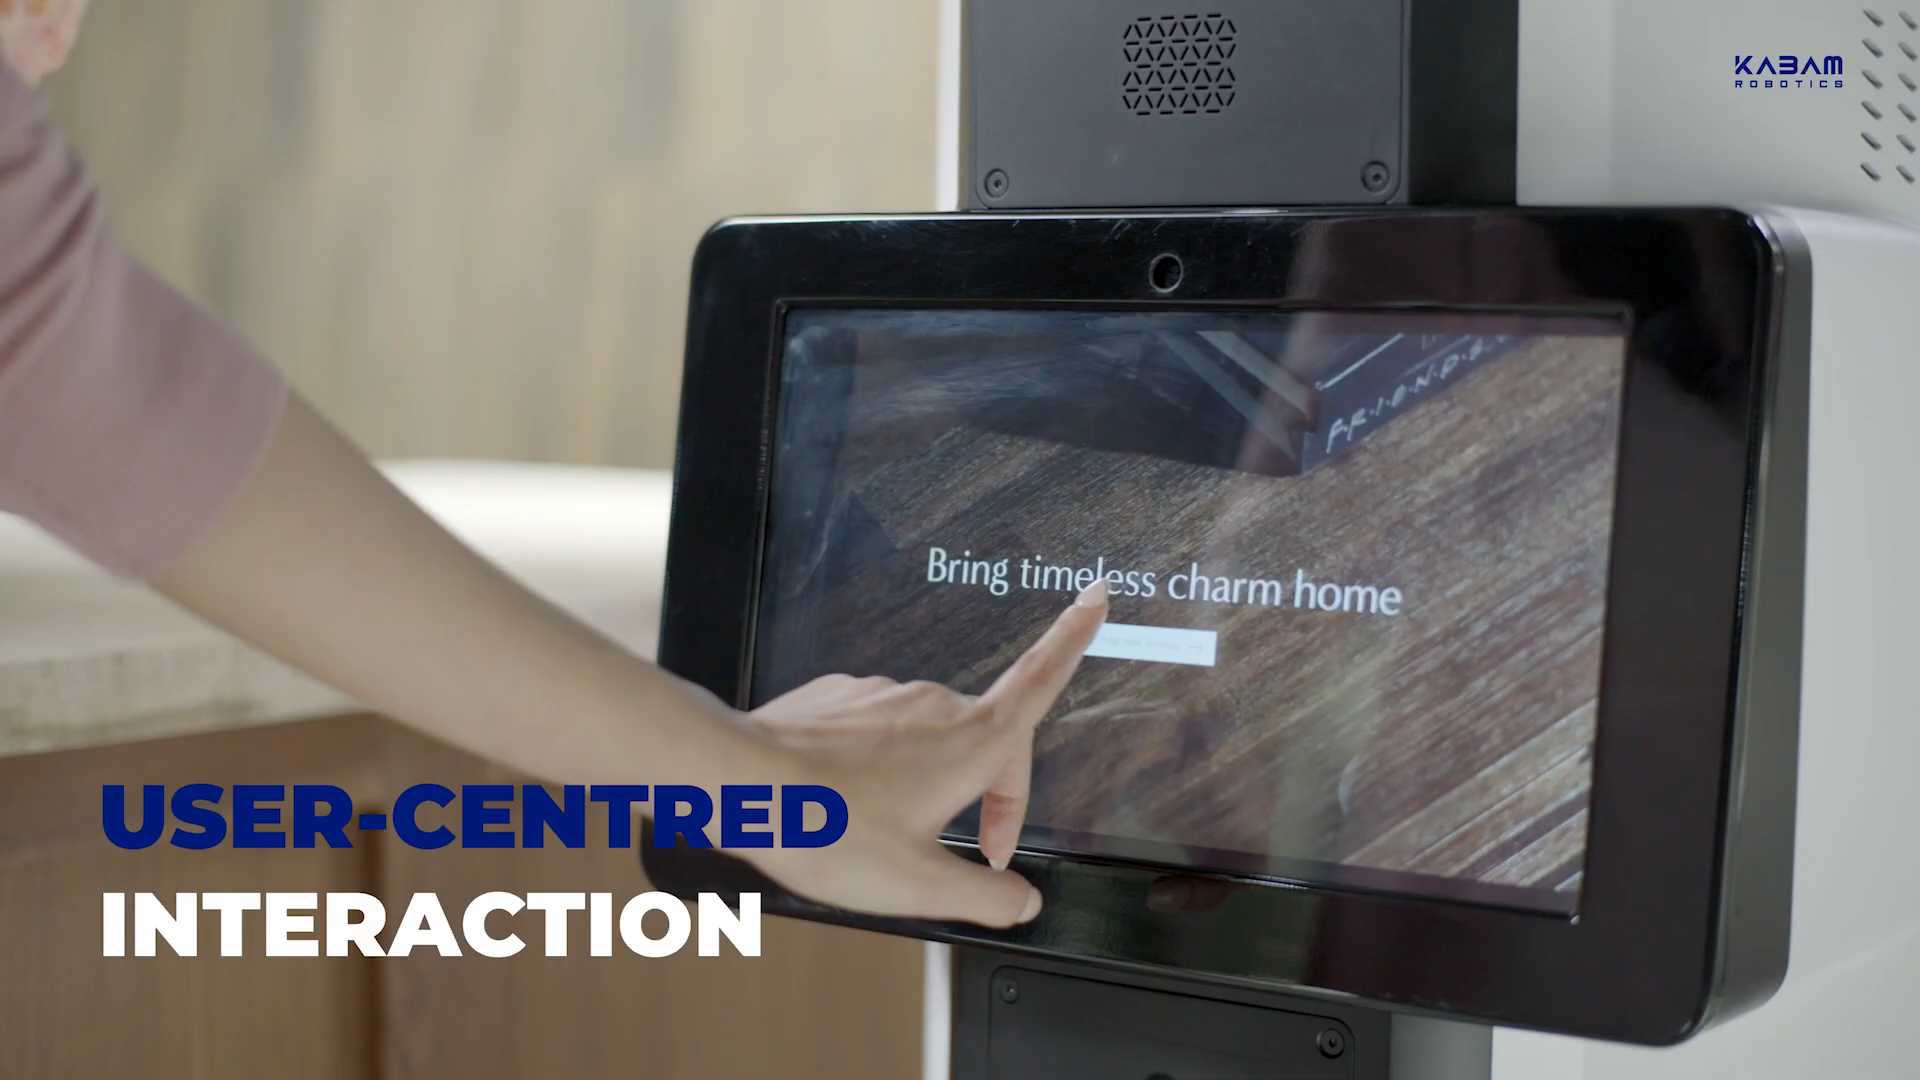 KABAM
ROBOTICS
F·R·I·E·N·D·S
Bring timeless charm home
USER-CENTRED
INTERACTION